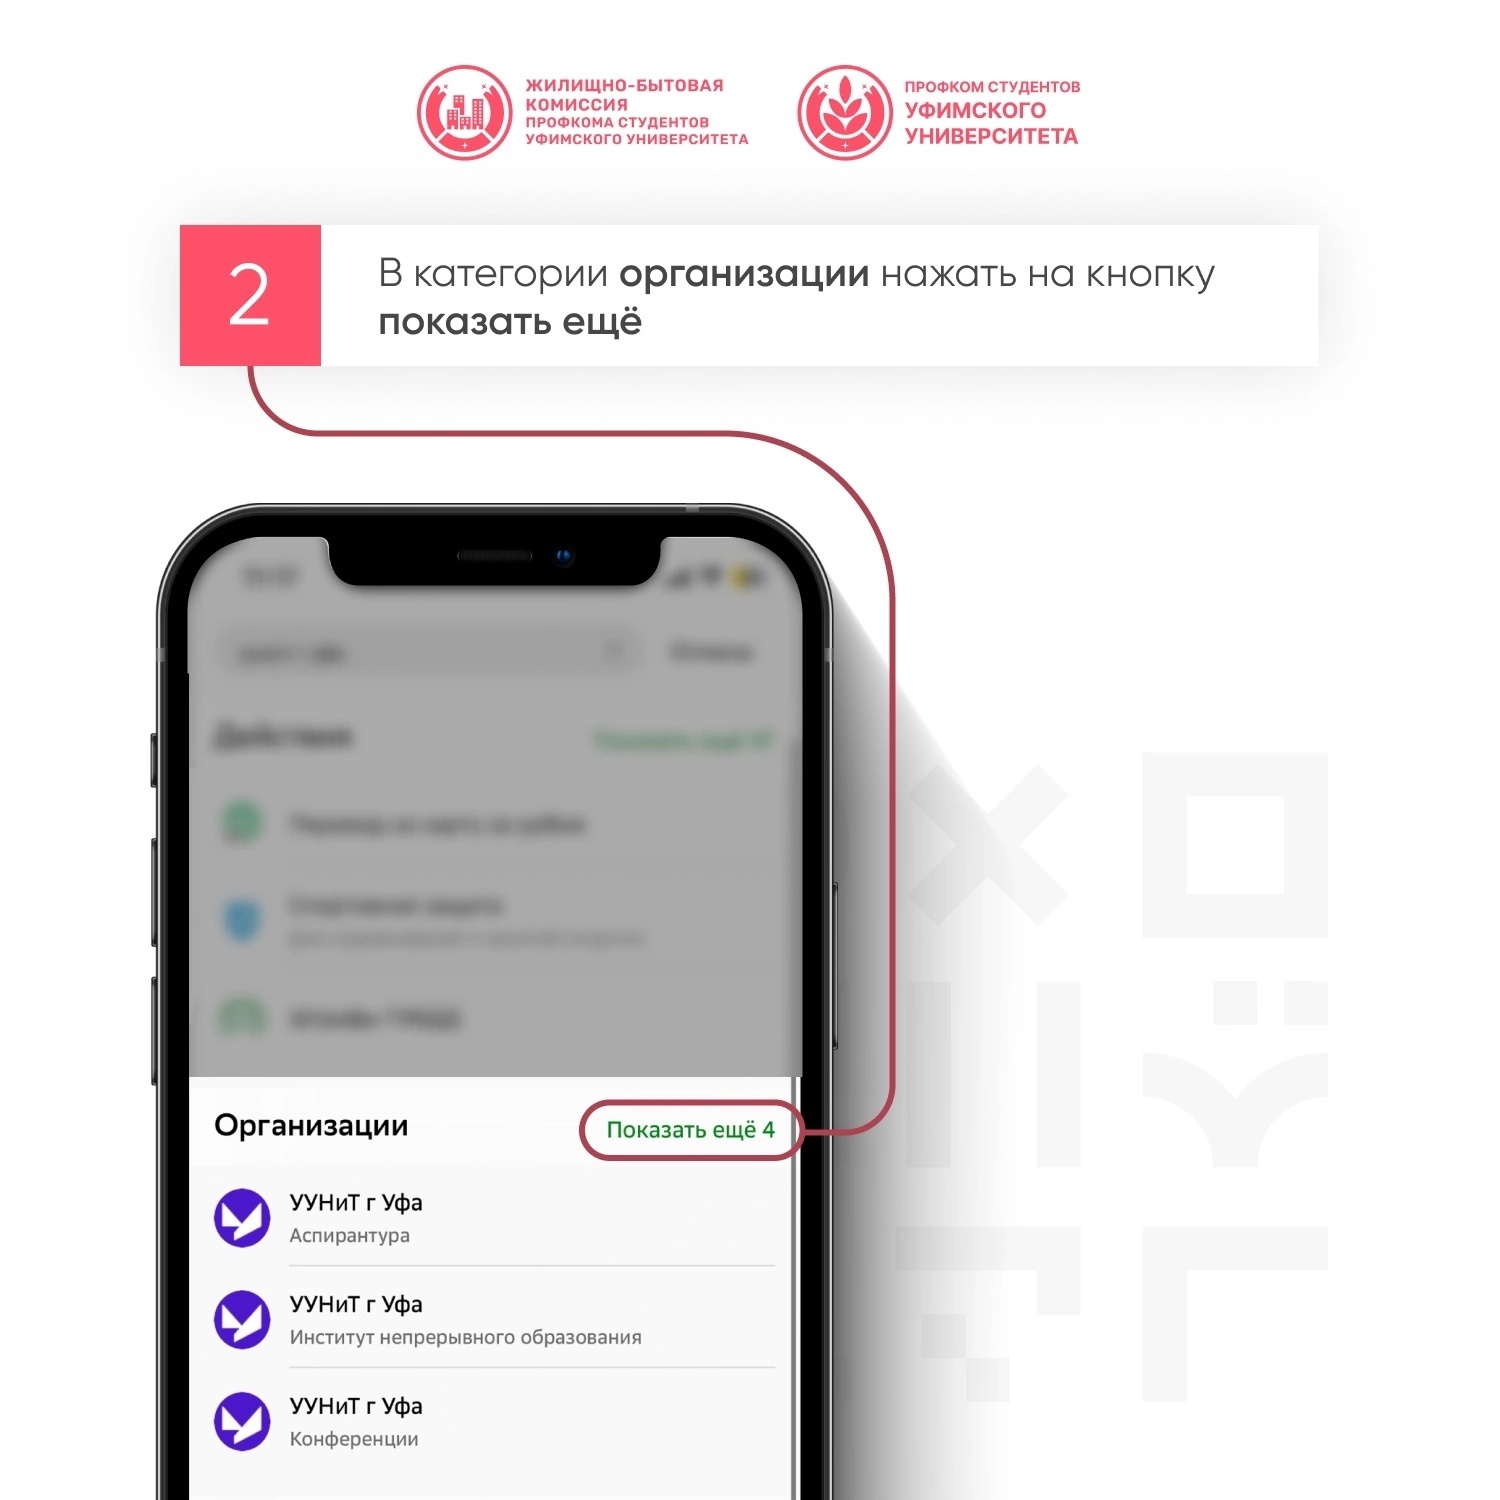 ЖИЛИЩНО-БЫТОВАЯ
КОМИССИЯ
ПРОФКОМА СТУДЕНТОВ
УФИМСКОГО УНИВЕРСИТЕТА
ПРОФКОМ СТУДЕНТОВ
УФИМСКОГО
УНИВЕРСИТЕТА
2
В категории организации нажать на кнопку
показать ещё
Действия
Организации
Показать ещё 4
УУНиТ г Уфа
Аспирантура
УУНиТ г Уфа
Институт непрерывного образования
УУНиТ г Уфа
Конференции